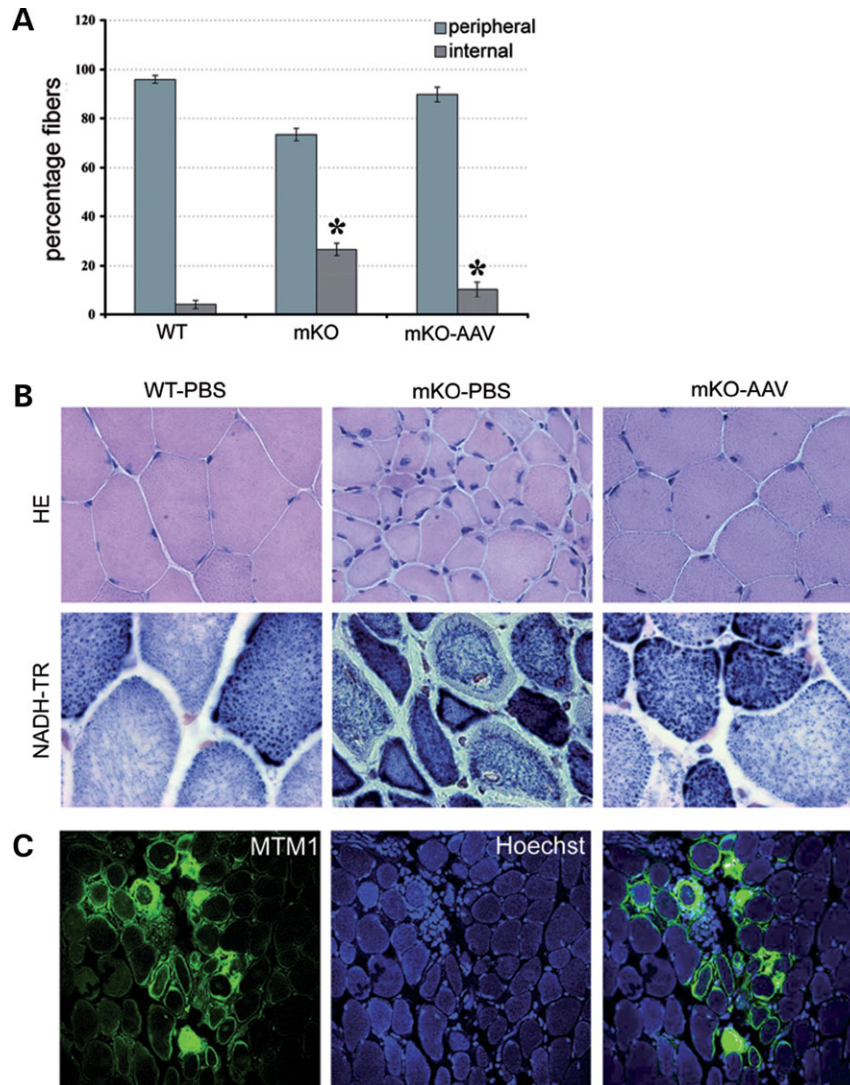 A
percentage fibers
120
100
80
60
40
20
0
peripheral
internal
*
*
WT
mKO
mKO-AAV
B
WT-PBS
mKO-PBS
mKO-AAV
HE
NADH-TR
C
MTM1
Hoechst